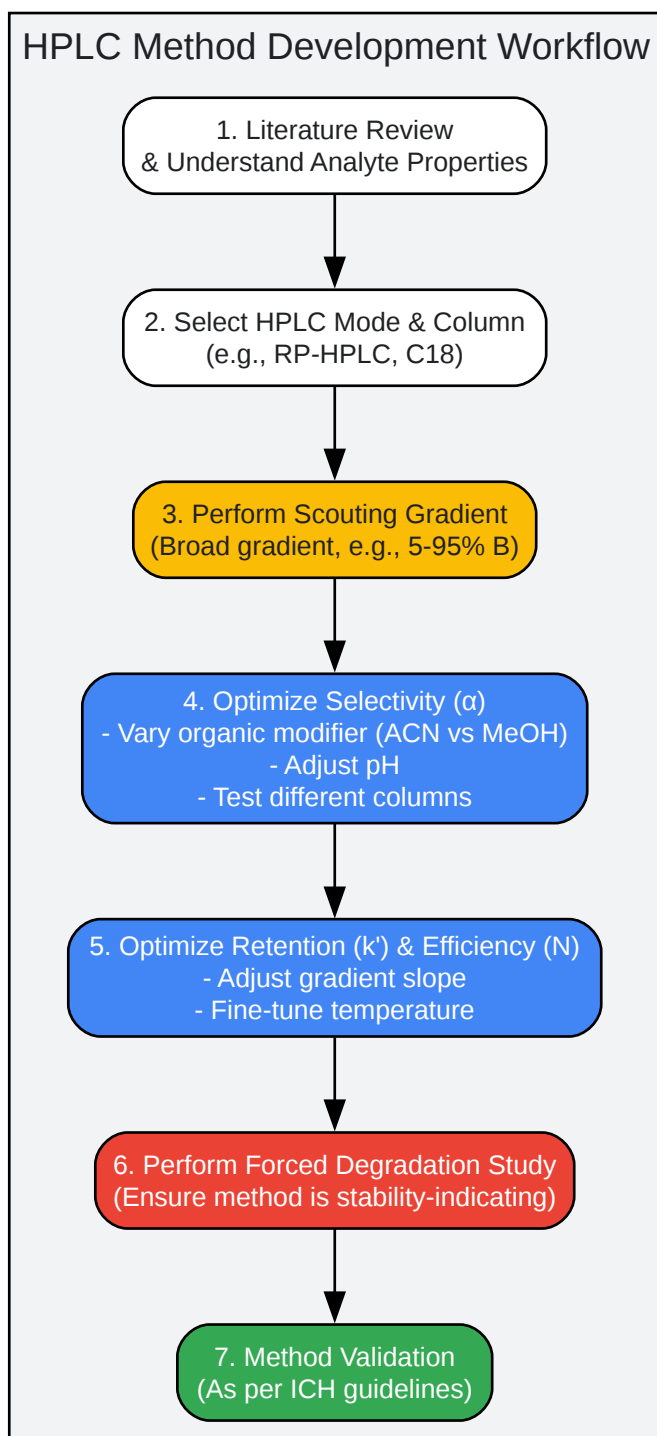 HPLC Method Development Workflow
1. Literature Review
& Understand Analyte Properties
2. Select HPLC Mode & Column
(e.g., RP-HPLC, C18)
3. Perform Scouting Gradient
(Broad gradient, e.g., 5-95% B)
4. Optimize Selectivity (α)
- Vary organic modifier (ACN vs MeOH)
- Adjust pH
- Test different columns
5. Optimize Retention (k') & Efficiency (N)
- Adjust gradient slope
- Fine-tune temperature
6. Perform Forced Degradation Study
(Ensure method is stability-indicating)
7. Method Validation
(As per ICH guidelines)